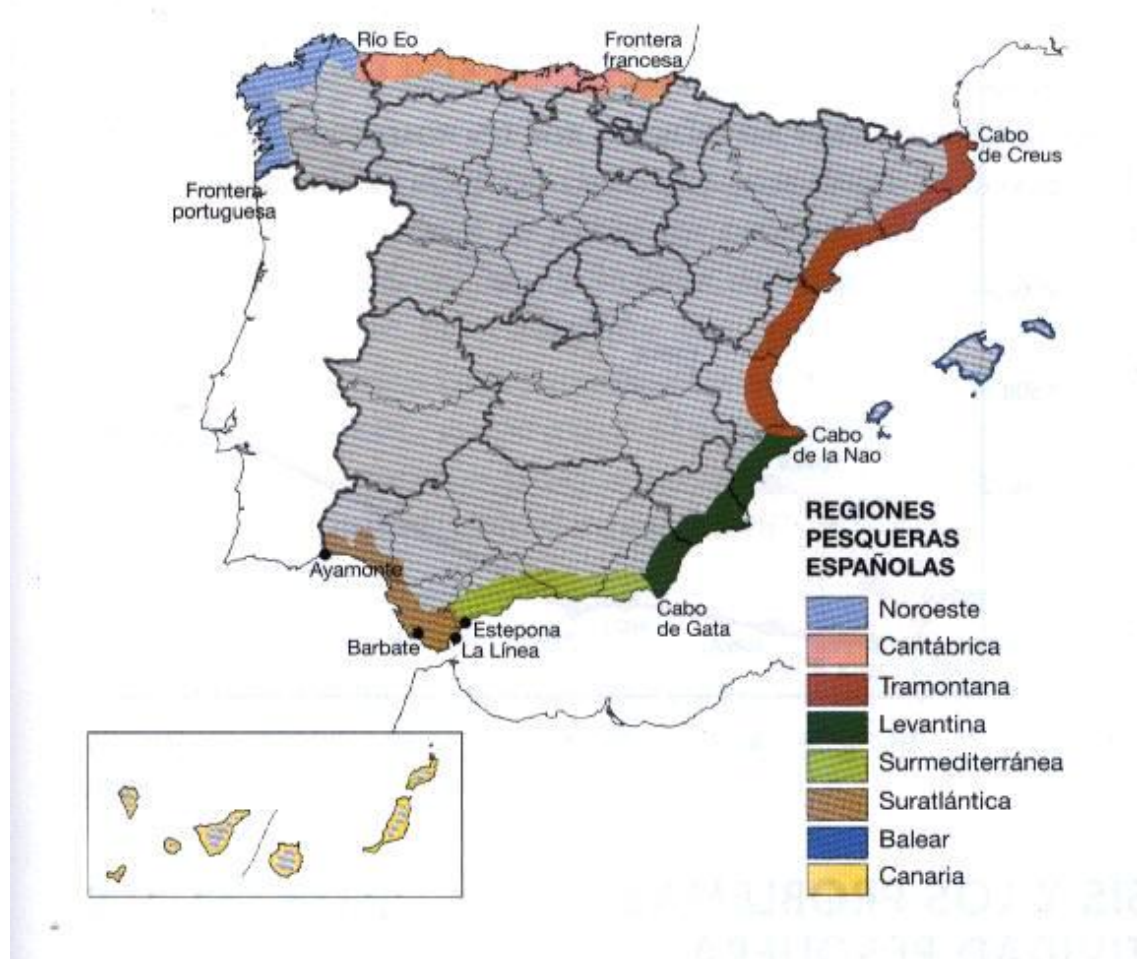 Río Eo
Frontera
francesa
Cabo
de Creus
Frontera
portuguesa
Cabo
de la Nao
Ayamonte
Barbate
Estepona
La Línea
Cabo
de Gata
REGIONES
PESQUERAS
ESPAÑOLAS
Noroeste
Cantábrica
Tramontana
Levantina
Surmediterránea
Suratlántica
Balear
Canaria